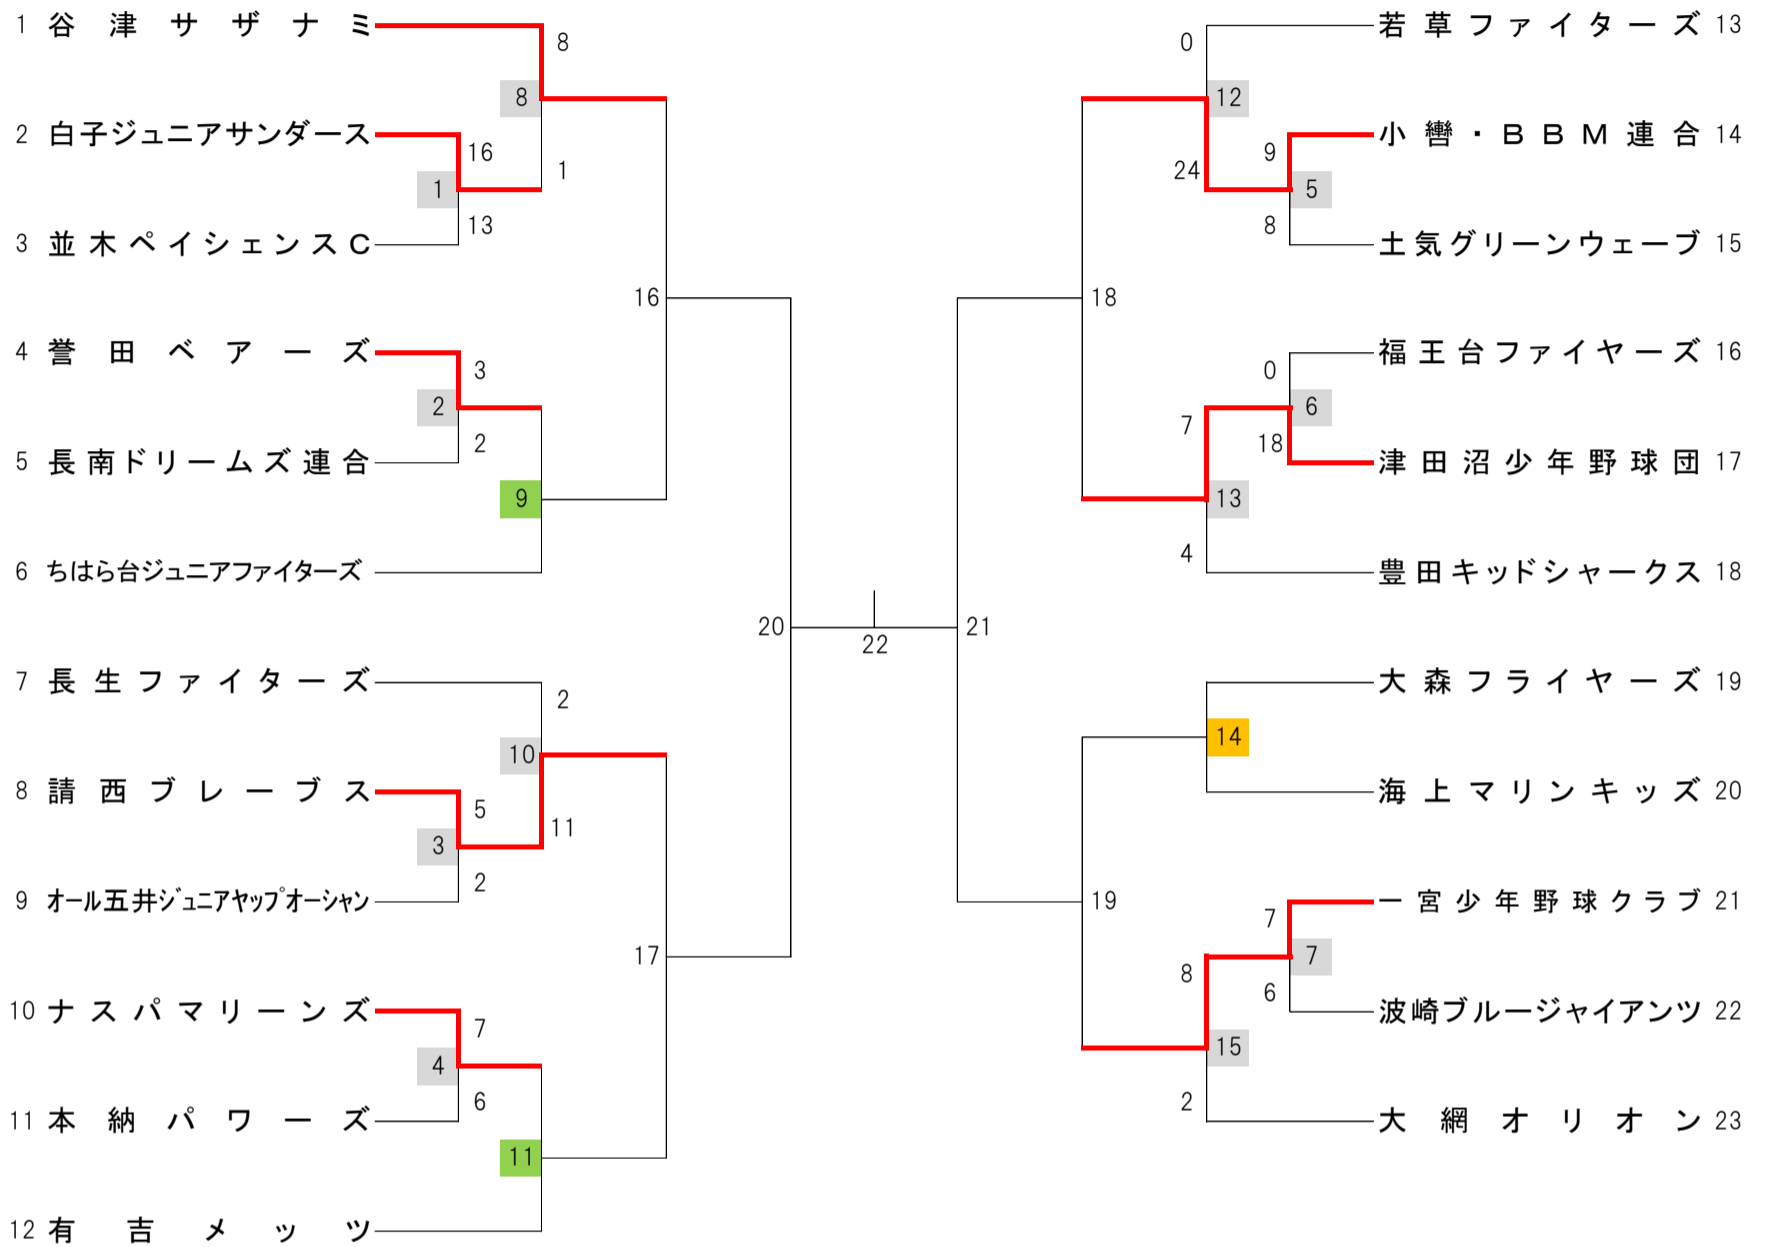 1 谷津サザナミ
8
8
2 白子ジュニアサンダース
16
1
1
13
3 並木ペイシェンスC
16
4 誉田ベアーズ
3
2
2
5 長南ドリームズ連合
9
6 ちはら台ジュニアファイターズ
20
7 長生ファイターズ
2
10
8 請西ブレーブス
5
11
3
2
9 オール五井ジュニアヤップオーシャン
17
10 ナスパマリーンズ
7
4
6
11 本納パワーズ
11
12 有吉メッツ
22
若草ファイターズ 13
0
12
小轡・BBM連合 14
9
24
5
8
土気グリーンウェーブ 15
18
福王台ファイヤーズ 16
0
6
7
18
津田沼少年野球団 17
13
4
豊田キッドシャークス 18
21
大森フライヤーズ 19
14
海上マリンキッズ 20
19
一宮少年野球クラブ 21
7
7
8
6
波崎ブルージャイアンツ 22
15
2
大網オリオン 23